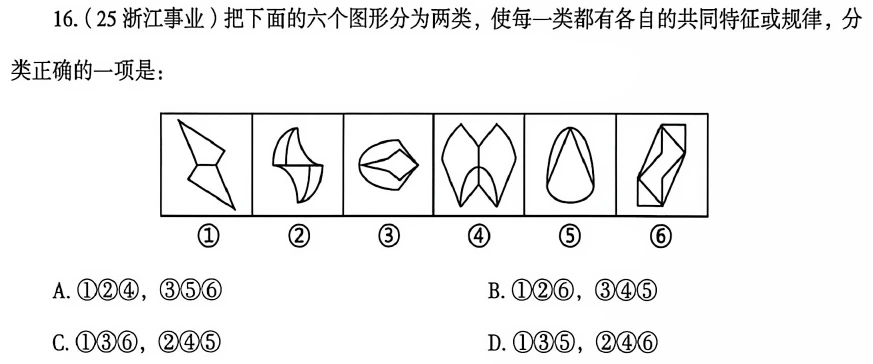 16.（25 浙江事业）把下面的六个图形分为两类，使每一类都有各自的共同特征或规律，分
类正确的一项是：
① ② ③ ④ ⑤ ⑥
A. ①②④，③⑤⑥ B. ①②⑥，③④⑤
C. ①③⑥，②④⑤ D. ①③⑤，②④⑥